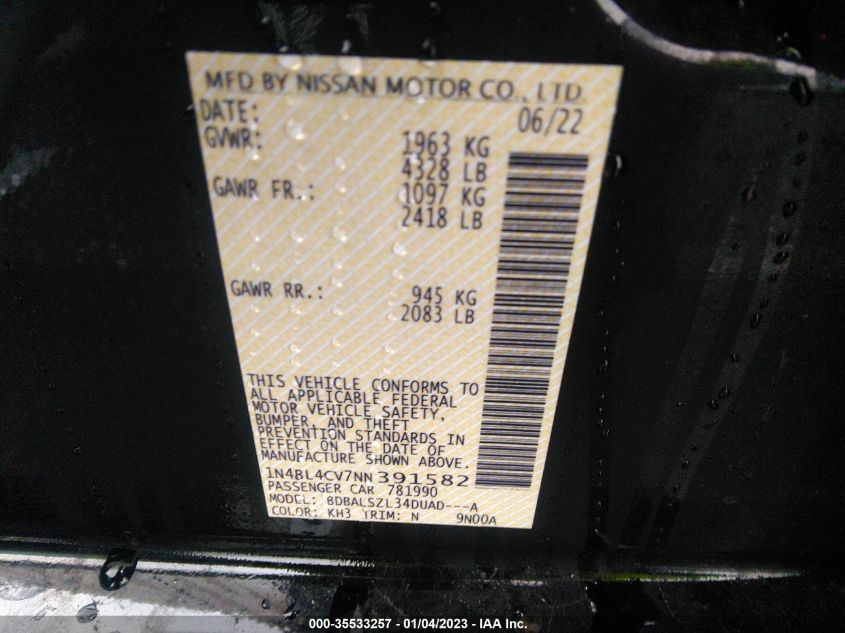 MFD BY NISSAN MOTOR CO., LTD.
DATE: 06/22
GVWR: 1963 KG
4328 LB
GAWR FR.: 1097 KG
2418 LB
GAWR RR.: 945 KG
2083 LB
THIS VEHICLE CONFORMS TO
ALL APPLICABLE FEDERAL
MOTOR VEHICLE SAFETY,
BUMPER, AND THEFT
PREVENTION STANDARDS IN
EFFECT ON THE DATE OF
MANUFACTURE SHOWN ABOVE.
1N4BL4CV7NN391582
PASSENGER CAR 781990
MODEL: BDBALSZL34DUAD---A
COLOR: KH3 TRIM: N 9N00A
000-35533257 - 01/04/2023 - IAA Inc.